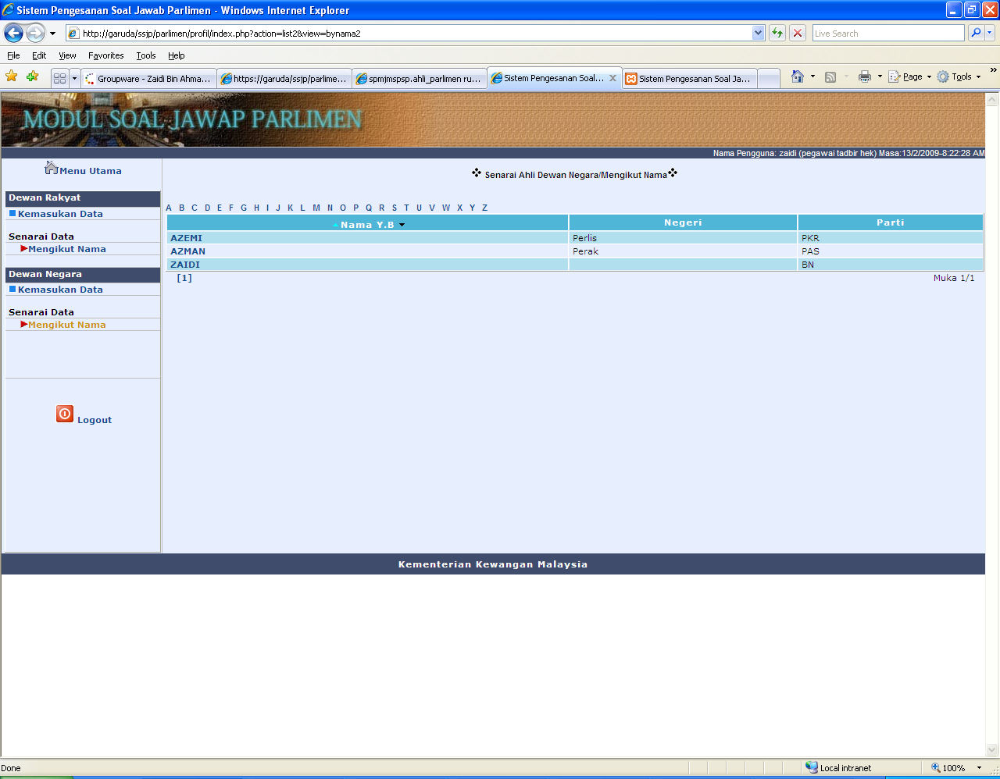 Sistem Pengesanan Soal Jawab Parlimen - Windows Internet Explorer
http://garuda/ssjp/parlimen/profil/index.php?action=list2&view=bynama2
Live Search
File Edit View Favorites Tools Help
Groupware - Zaidi Bin Ahma... https://garuda/ssjp/parlime... spmjmspsp.ahli_parlimen ru... Sistem Pengesanan Soal... X Sistem Pengesanan Soal Ja... Page Tools »
MODUL SOAL JAWAP PARLIMEN
Nama Pengguna: zaidi (pegawai tadbir hek) Masa:13/2/2009-8:22:28 AM
Menu Utama
Dewan Rakyat
Kemasukan Data
Senarai Data
Mengikut Nama
Dewan Negara
Kemasukan Data
Senarai Data
Mengikut Nama
Logout
Senarai Ahli Dewan Negara/Mengikut Nama
A B C D E F G H I J K L M N O P Q R S T U V W X Y Z
Nama Y.B Negeri Parti
AZEMI Perlis PKR
AZMAN Perak PAS
ZAIDI BN
[1] Muka 1/1
Kementerian Kewangan Malaysia
Done Local intranet 100%